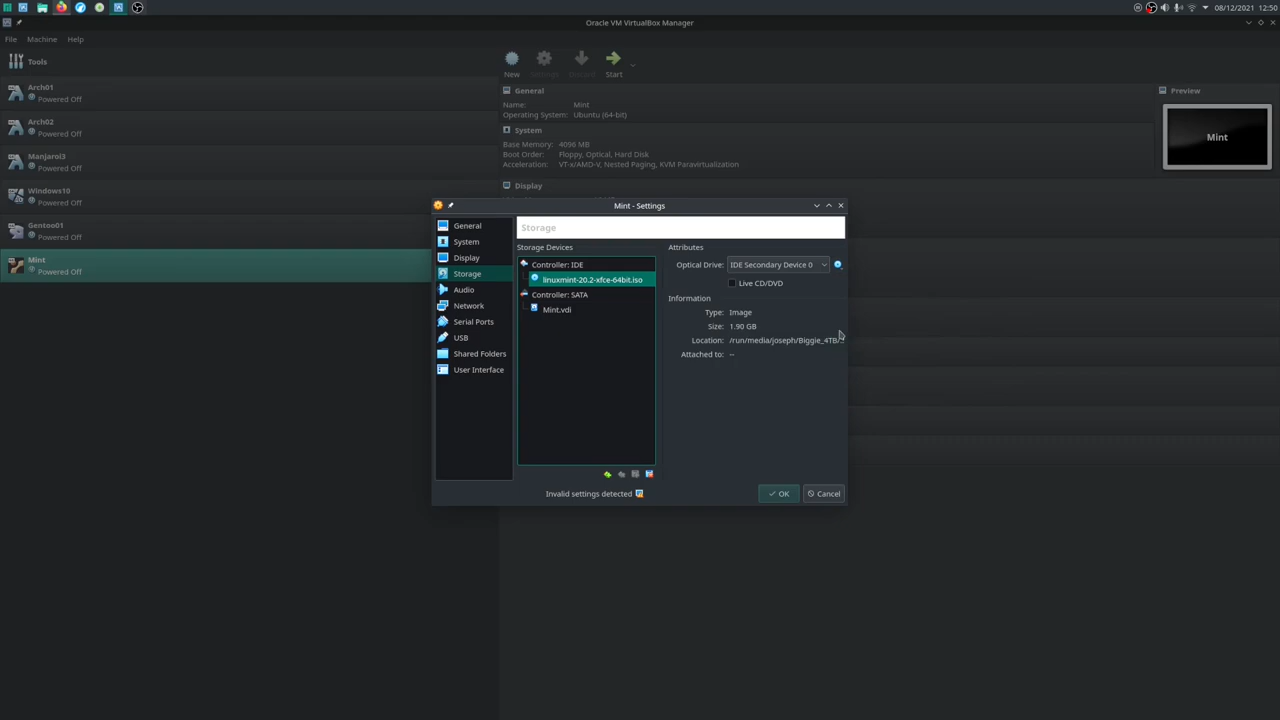 08/12/2021 12:50
Oracle VM VirtualBox Manager
File Machine Help
Tools
Arch01
Powered Off
Arch02
Powered Off
Manjarol3
Powered Off
Windows10
Powered Off
Gentoo01
Powered Off
Mint
Powered Off
New Settings Discard Start
General
Name: Mint
Operating System: Ubuntu (64-bit)
System
Base Memory: 4096 MB
Boot Order: Floppy, Optical, Hard Disk
Acceleration: VT-x/AMD-V, Nested Paging, KVM Paravirtualization
Display
Preview
Mint
Mint - Settings
General
System
Display
Storage
Audio
Network
Serial Ports
USB
Shared Folders
User Interface
Storage
Storage Devices
Controller: IDE
linuxmint-20.2-xfce-64bit.iso
Controller: SATA
Mint.vdi
Attributes
Optical Drive: IDE Secondary Device 0
Live CD/DVD
Information
Type: Image
Size: 1.90 GB
Location: /run/media/joseph/Biggie_4TB/...
Attached to: --
Invalid settings detected
OK Cancel